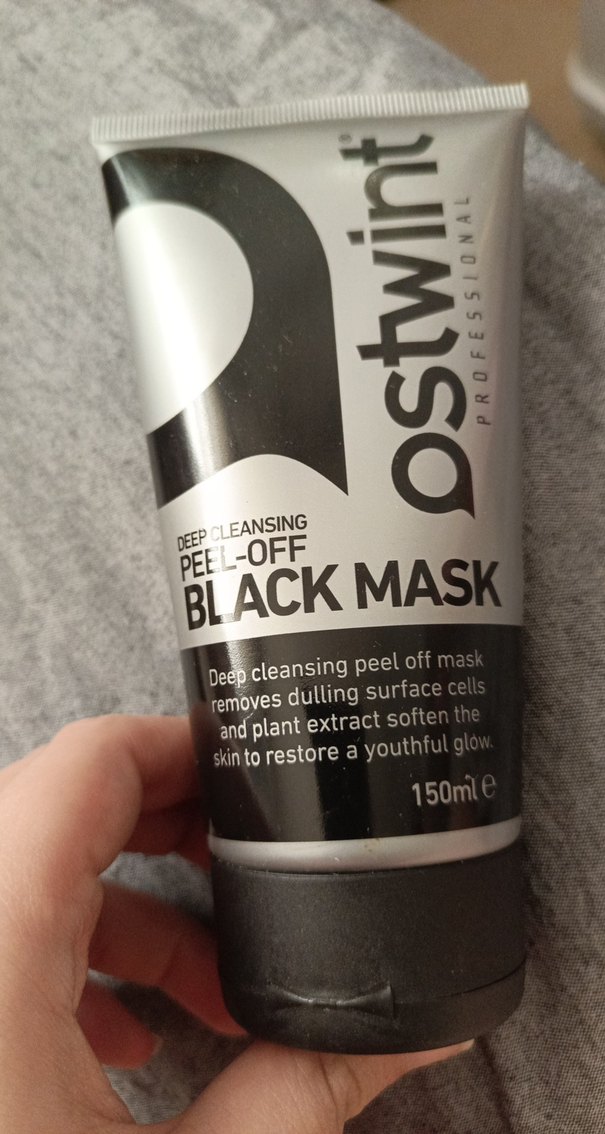 ostwint®
PROFESSIONAL
DEEP CLEANSING
PEEL-OFF
BLACK MASK
Deep cleansing peel off mask
removes dulling surface cells
and plant extract soften the
skin to restore a youthful glow.
150ml ℮